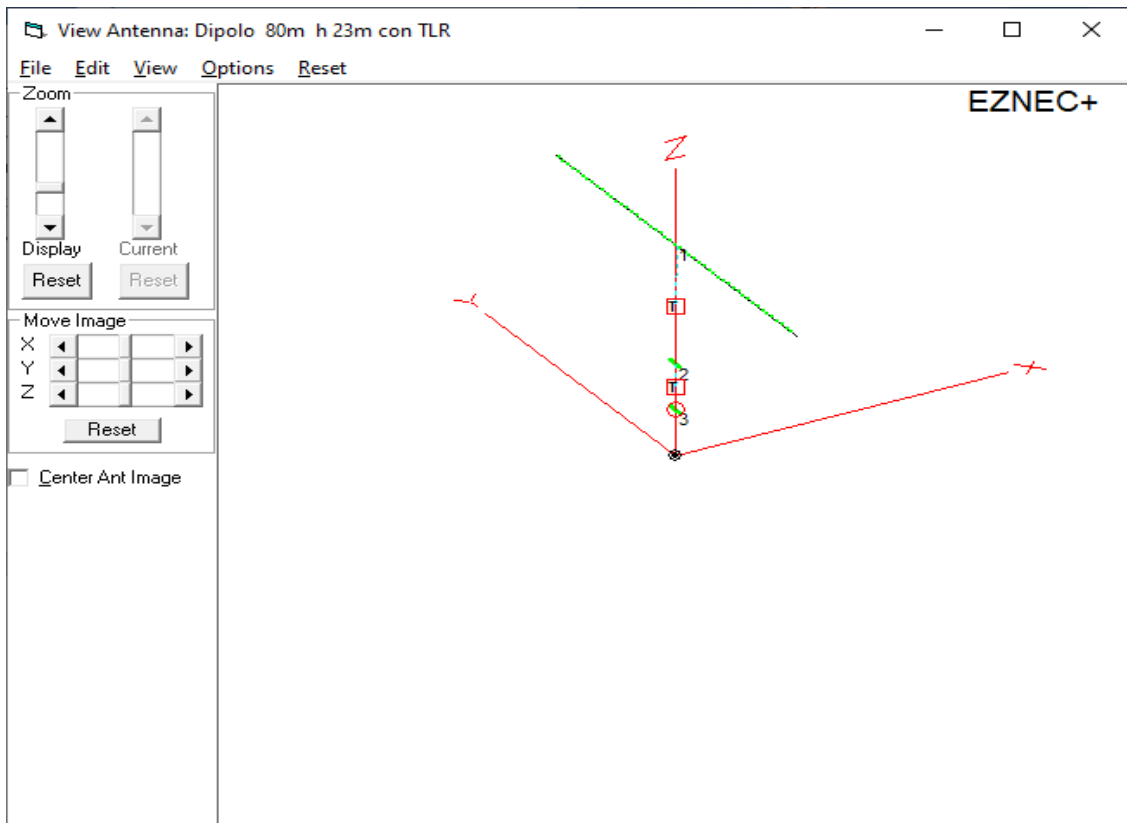 View Antenna: Dipolo 80m h 23m con TLR
File Edit View Options Reset
Zoom
Display Current
Reset Reset
Move Image
X
Y
Z
Reset
Center Ant Image
EZNEC+
Z
1
Y
T
X
2
T
3